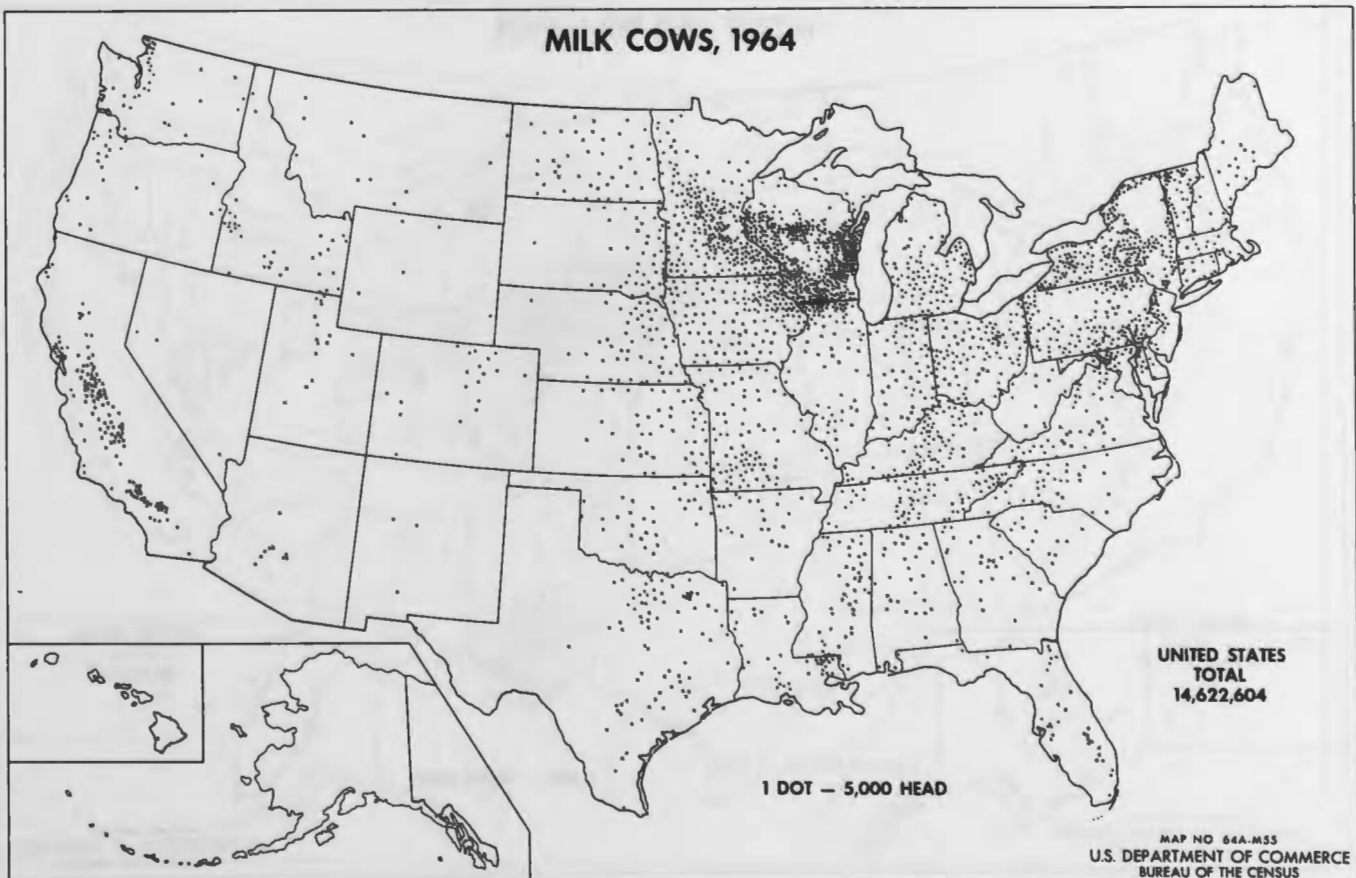 MILK COWS, 1964
UNITED STATES
TOTAL
14,622,604
1 DOT — 5,000 HEAD
MAP NO 64A-M55
U.S. DEPARTMENT OF COMMERCE
BUREAU OF THE CENSUS